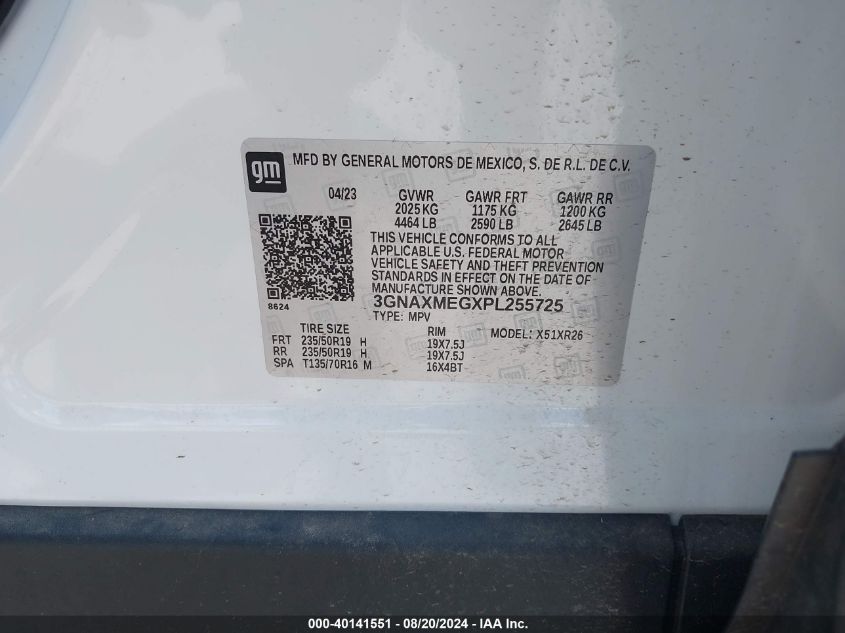 gm MFD BY GENERAL MOTORS DE MEXICO, S. DE R.L. DE C.V.
04/23 GVWR GAWR FRT GAWR RR
2025 KG 1175 KG 1200 KG
4464 LB 2590 LB 2645 LB
THIS VEHICLE CONFORMS TO ALL
APPLICABLE U.S. FEDERAL MOTOR
VEHICLE SAFETY AND THEFT PREVENTION
STANDARDS IN EFFECT ON THE DATE OF
MANUFACTURE SHOWN ABOVE.
8624 3GNAXMEGXPL255725
TYPE: MPV
TIRE SIZE RIM MODEL: X51XR26
FRT 235/50R19 H 19X7.5J
RR 235/50R19 H 19X7.5J
SPA T135/70R16 M 16X4BT
000-40141551 - 08/20/2024 - IAAI.COM